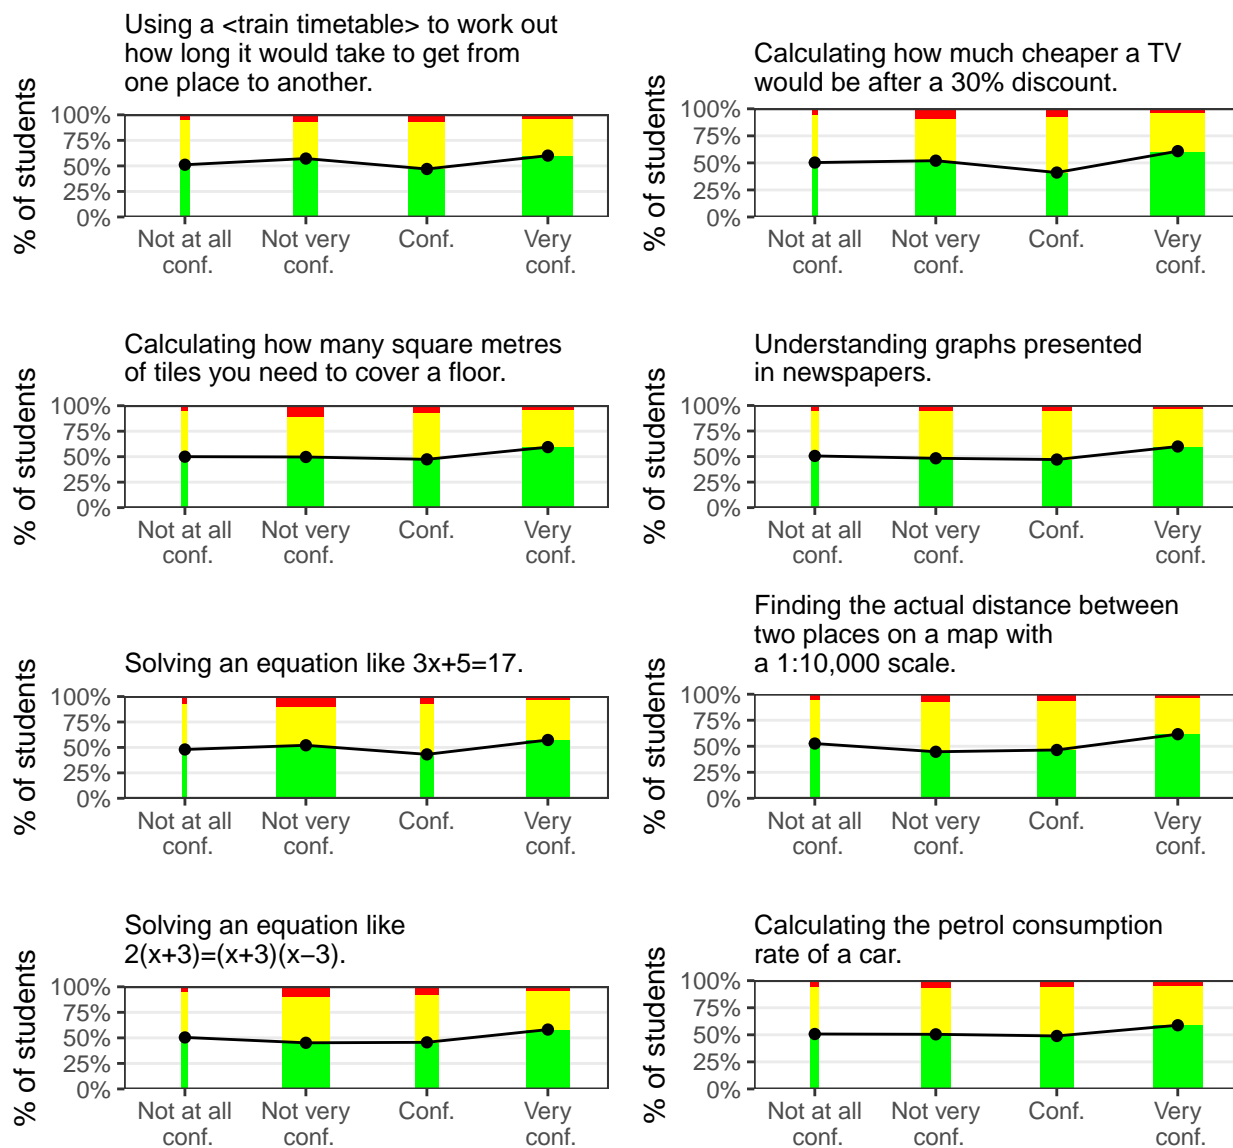 Using a <train timetable> to work out
how long it would take to get from
one place to another.
% of students
100%
75%
50%
25%
0%
Not at all
conf.
Not very
conf.
Conf.
Very
conf.
Calculating how much cheaper a TV
would be after a 30% discount.
% of students
100%
75%
50%
25%
0%
Not at all
conf.
Not very
conf.
Conf.
Very
conf.
Calculating how many square metres
of tiles you need to cover a floor.
% of students
100%
75%
50%
25%
0%
Not at all
conf.
Not very
conf.
Conf.
Very
conf.
Understanding graphs presented
in newspapers.
% of students
100%
75%
50%
25%
0%
Not at all
conf.
Not very
conf.
Conf.
Very
conf.
Solving an equation like 3x+5=17.
% of students
100%
75%
50%
25%
0%
Not at all
conf.
Not very
conf.
Conf.
Very
conf.
Finding the actual distance between
two places on a map with
a 1:10,000 scale.
% of students
100%
75%
50%
25%
0%
Not at all
conf.
Not very
conf.
Conf.
Very
conf.
Solving an equation like
2(x+3)=(x+3)(x−3).
% of students
100%
75%
50%
25%
0%
Not at all
conf.
Not very
conf.
Conf.
Very
conf.
Calculating the petrol consumption
rate of a car.
% of students
100%
75%
50%
25%
0%
Not at all
conf.
Not very
conf.
Conf.
Very
conf.